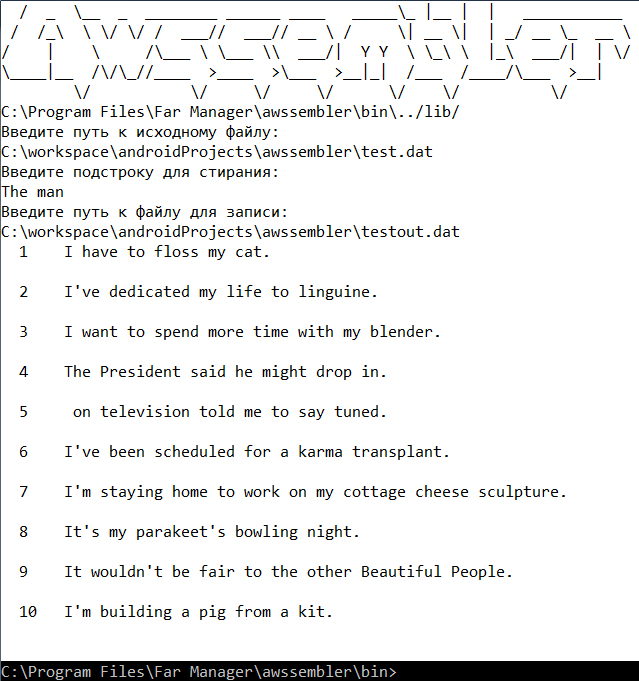 Awssembler
C:\Program Files\Far Manager\awssembler\bin\../lib/
Введите путь к исходному файлу:
C:\workspace\androidProjects\awssembler\test.dat
Введите подстроку для стирания:
The man
Введите путь к файлу для записи:
C:\workspace\androidProjects\awssembler\testout.dat
1 I have to floss my cat.
2 I've dedicated my life to linguine.
3 I want to spend more time with my blender.
4 The President said he might drop in.
5 on television told me to say tuned.
6 I've been scheduled for a karma transplant.
7 I'm staying home to work on my cottage cheese sculpture.
8 It's my parakeet's bowling night.
9 It wouldn't be fair to the other Beautiful People.
10 I'm building a pig from a kit.
C:\Program Files\Far Manager\awssembler\bin>